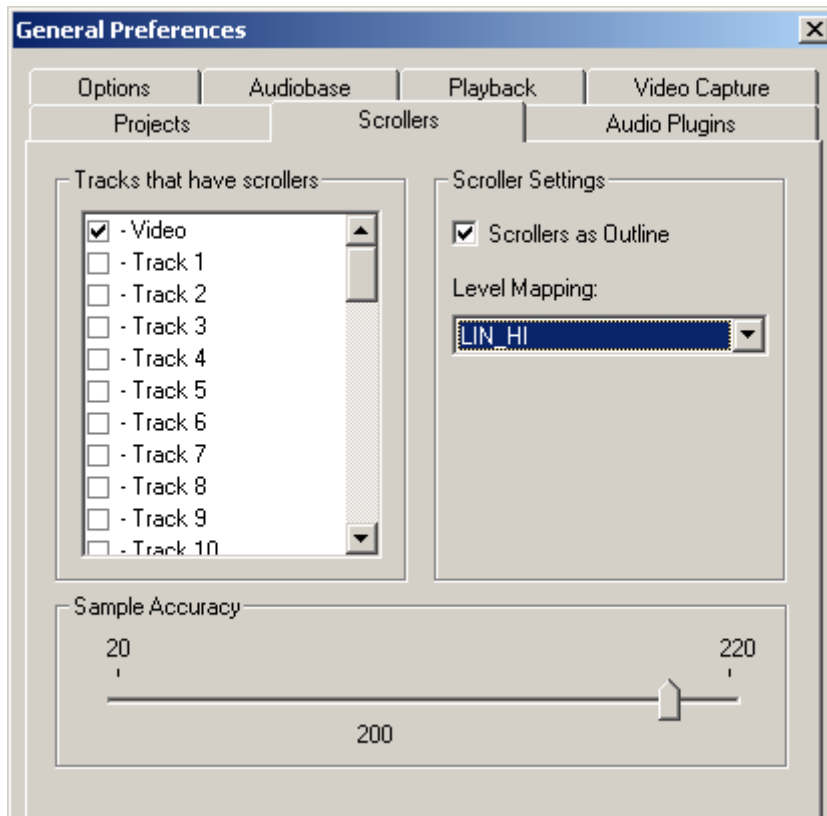 General Preferences
Options Audiobase Playback Video Capture
Projects Scrollers Audio Plugins
Tracks that have scrollers
- Video
- Track 1
- Track 2
- Track 3
- Track 4
- Track 5
- Track 6
- Track 7
- Track 8
- Track 9
- Track 10
Scroller Settings
Scrollers as Outline
Level Mapping:
LIN_HI
Sample Accuracy
20 220
200